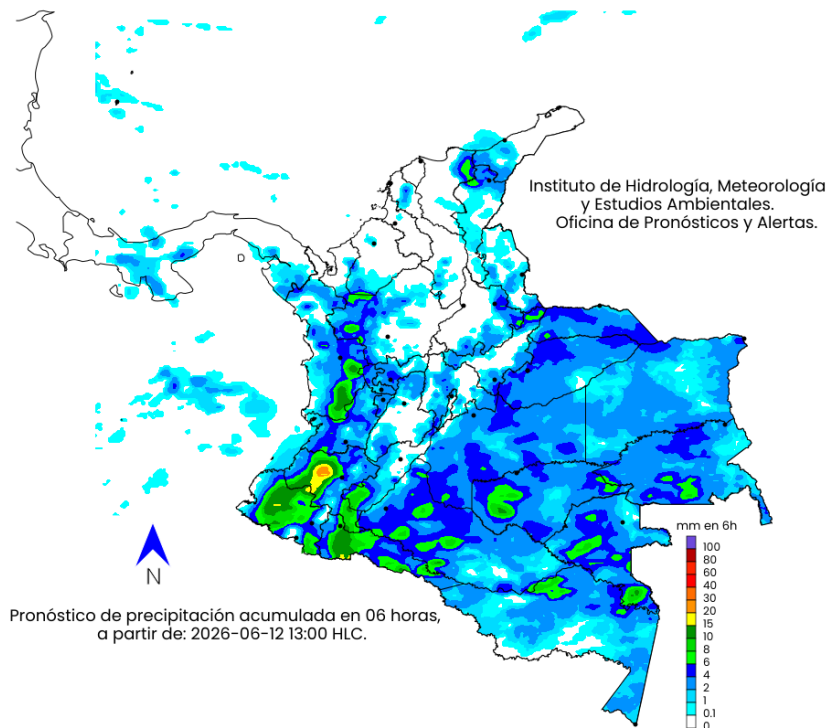 Instituto de Hidrología, Meteorología
y Estudios Ambientales.
Oficina de Pronósticos y Alertas.
N
Pronóstico de precipitación acumulada en 06 horas,
a partir de: 2026-06-12 13:00 HLC.
mm en 6h
100
80
60
40
30
20
15
10
8
6
4
2
1
0.1
0